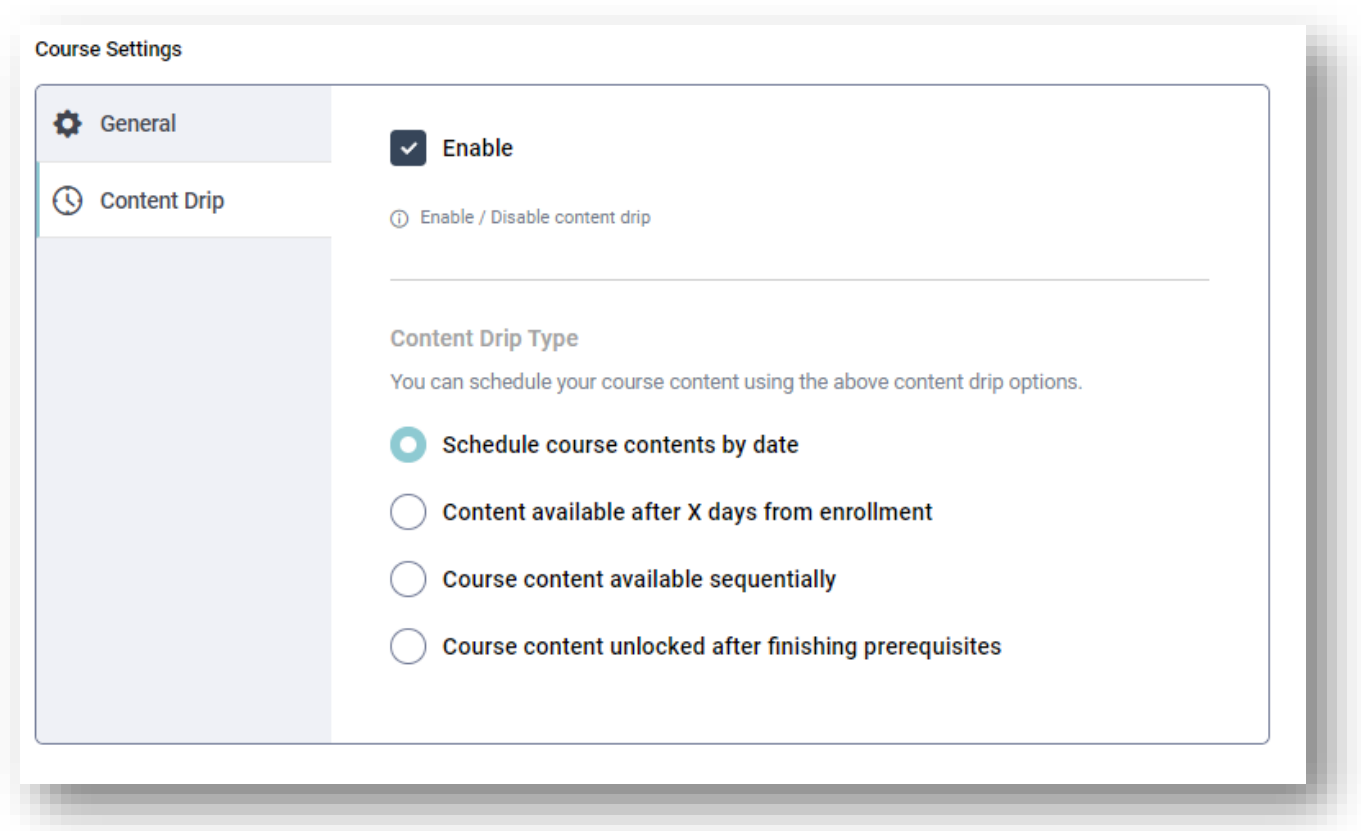 Course Settings
General
Content Drip
Enable
Enable / Disable content drip
Content Drip Type
You can schedule your course content using the above content drip options.
Schedule course contents by date
Content available after X days from enrollment
Course content available sequentially
Course content unlocked after finishing prerequisites